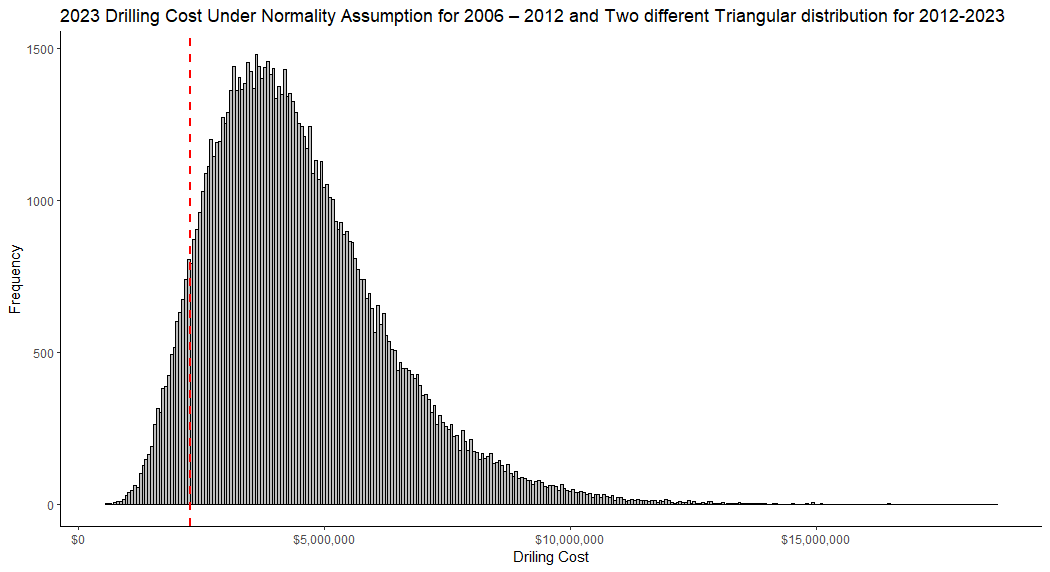 2023 Drilling Cost Under Normality Assumption for 2006 – 2012 and Two different Triangular distribution for 2012-2023
1500
1000
500
0
Frequency
$0
$5,000,000
$10,000,000
$15,000,000
Driling Cost